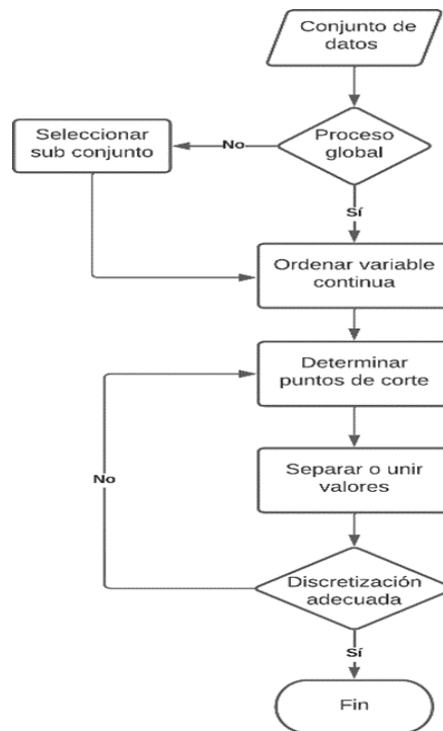 Conjunto de
datos
Proceso
global
No
Seleccionar
sub conjunto
Sí
Ordenar variable
continua
Determinar
puntos de corte
Separar o unir
valores
No
Discretización
adecuada
Sí
Fin